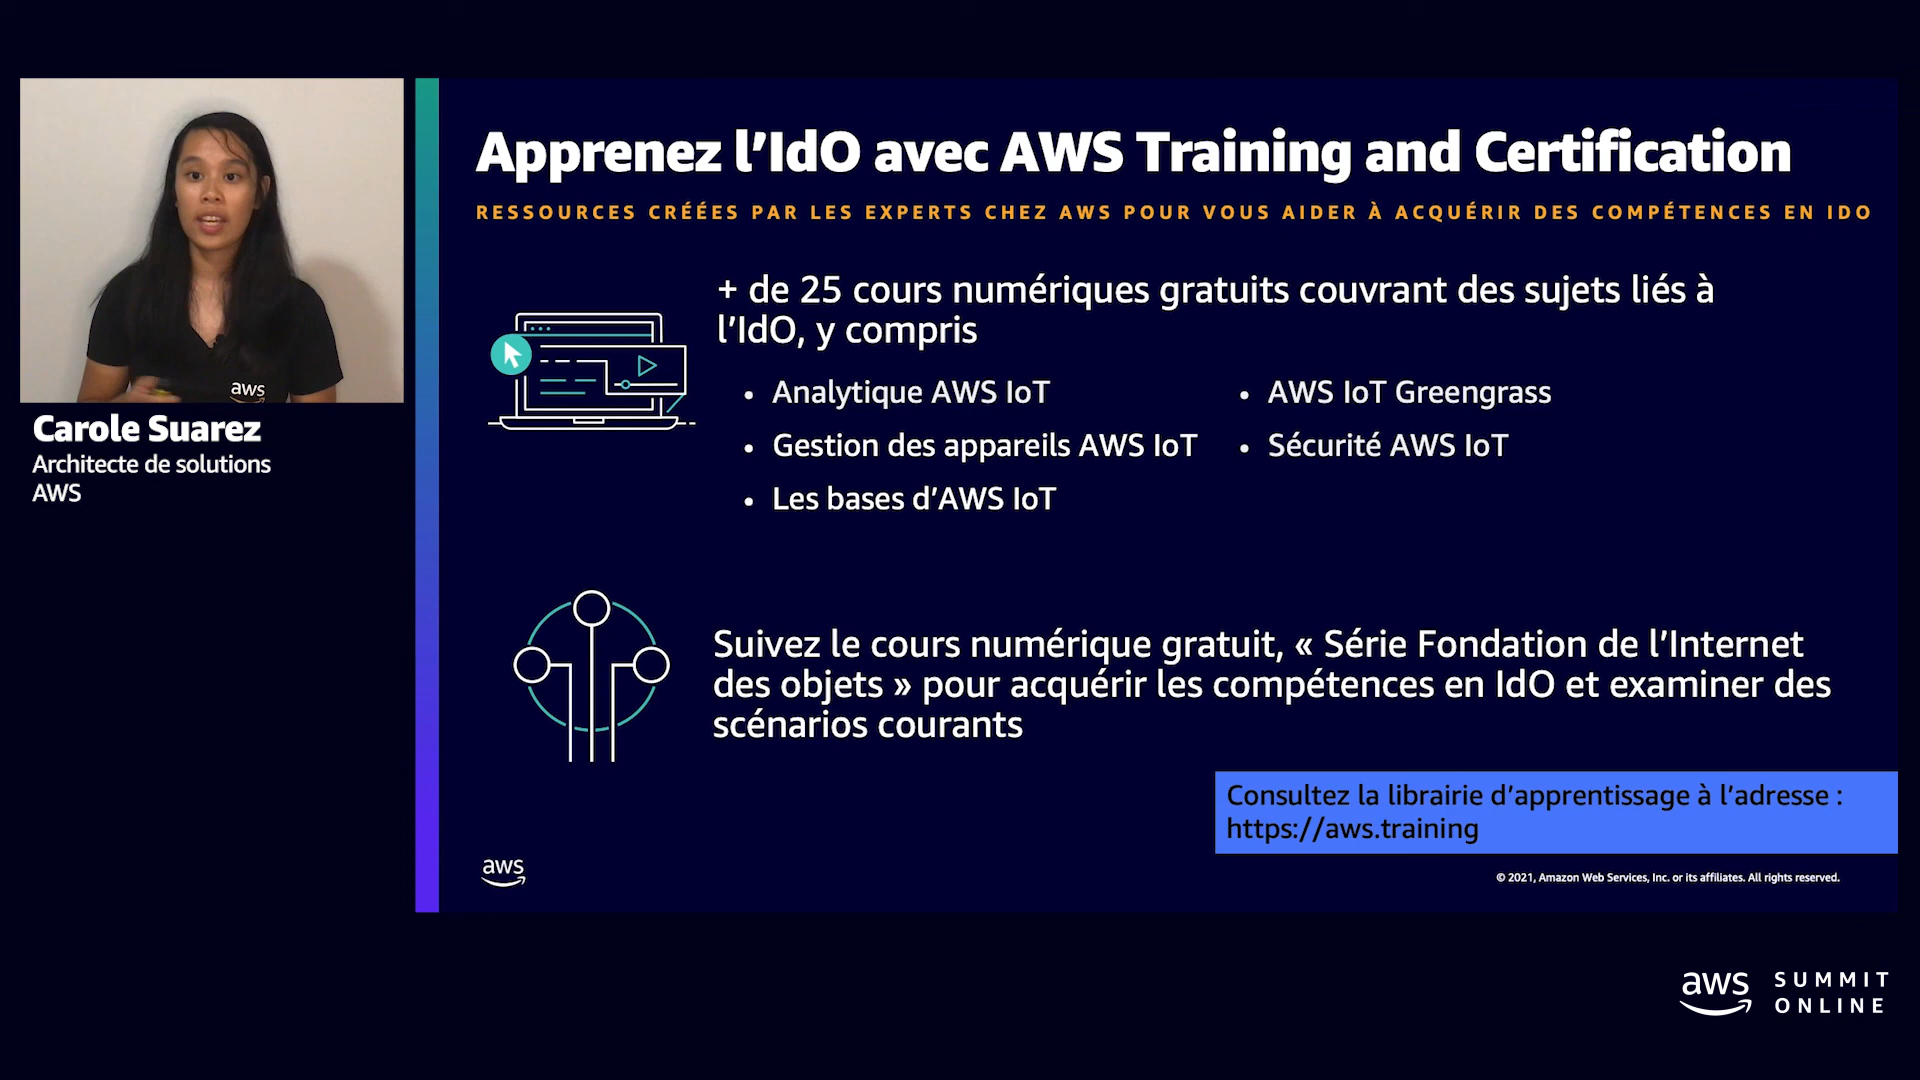 aws
Carole Suarez
Architecte de solutions
AWS
Apprenez l’IdO avec AWS Training and Certification
RESSOURCES CRÉÉES PAR LES EXPERTS CHEZ AWS POUR VOUS AIDER À ACQUÉRIR DES COMPÉTENCES EN IDO
+ de 25 cours numériques gratuits couvrant des sujets liés à
l’IdO, y compris
• Analytique AWS IoT
• Gestion des appareils AWS IoT
• Les bases d’AWS IoT
• AWS IoT Greengrass
• Sécurité AWS IoT
Suivez le cours numérique gratuit, « Série Fondation de l’Internet
des objets » pour acquérir les compétences en IdO et examiner des
scénarios courants
Consultez la librairie d’apprentissage à l’adresse :
https://aws.training
aws
© 2021, Amazon Web Services, Inc. or its affiliates. All rights reserved.
aws SUMMIT
ONLINE